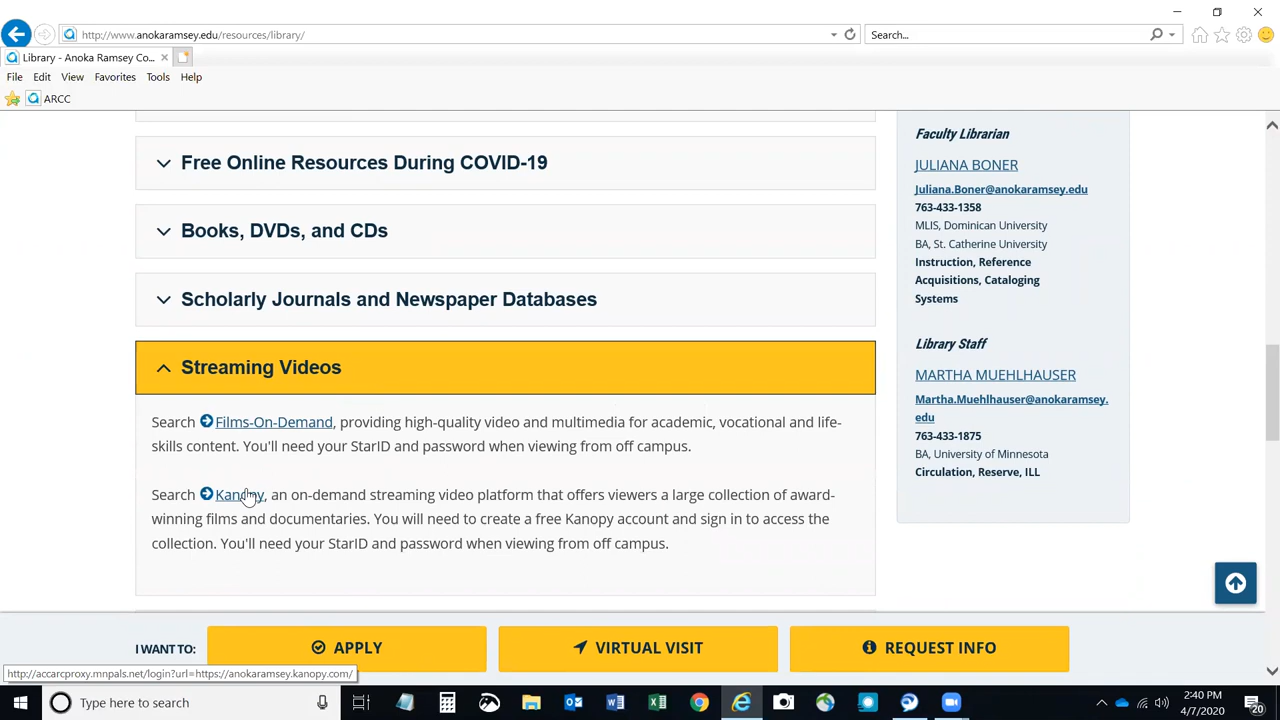 http://www.anokaramsey.edu/resources/library/
Search...
Library - Anoka Ramsey Co...
File Edit View Favorites Tools Help
ARCC
Free Online Resources During COVID-19
Books, DVDs, and CDs
Scholarly Journals and Newspaper Databases
Streaming Videos
Search Films-On-Demand, providing high-quality video and multimedia for academic, vocational and life-
skills content. You'll need your StarID and password when viewing from off campus.
Search Kanopy, an on-demand streaming video platform that offers viewers a large collection of award-
winning films and documentaries. You will need to create a free Kanopy account and sign in to access the
collection. You'll need your StarID and password when viewing from off campus.
Faculty Librarian
JULIANA BONER
Juliana.Boner@anokaramsey.edu
763-433-1358
MLIS, Dominican University
BA, St. Catherine University
Instruction, Reference
Acquisitions, Cataloging
Systems
Library Staff
MARTHA MUEHLHAUSER
Martha.Muehlhauser@anokaramsey.
edu
763-433-1875
BA, University of Minnesota
Circulation, Reserve, ILL
I WANT TO: APPLY VIRTUAL VISIT REQUEST INFO
http://accarcproxy.mnpals.net/login?url=https://anokaramsey.kanopy.com/
Type here to search
2:40 PM
4/7/2020
20